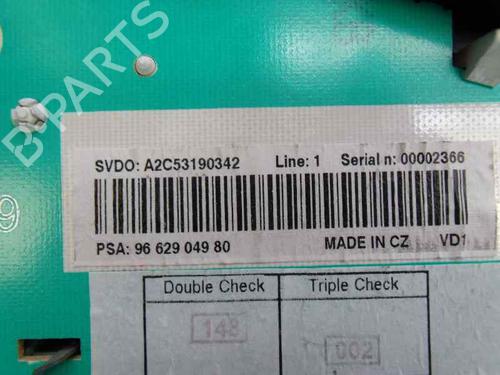 B-PARTS
SVDO: A2C53190342 Line: 1 Serial n: 00002366
PSA: 96 629 049 80 MADE IN CZ VD1
9
Double Check Triple Check
148
002